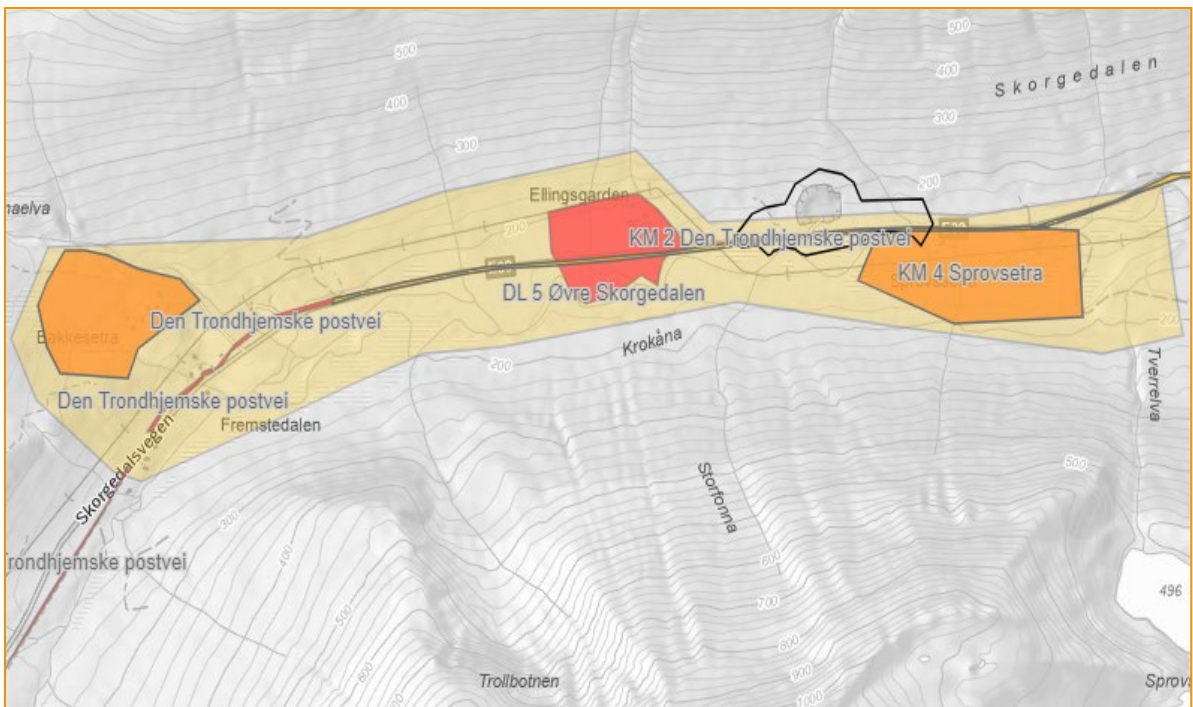 500
500
400
Skorgedalen
400
300
300
200
Ellingsgarden
naelva
200
KM 2 Den Trondhjemske postvei
KM 4 Sprovsetra
DL 5 Øvre Skorgedalen
Den Trondhjemske postvei
200
Bakkesetra
Krokåna
200
Tverrelva
Den Trondhjemske postvei
Fremstedalen
Skorgedalsvegen
500
Storfonna
300
400
Trondhjemske postvei
600
496
500
700
600
800
900
1000
Trollbotnen
Sprovs